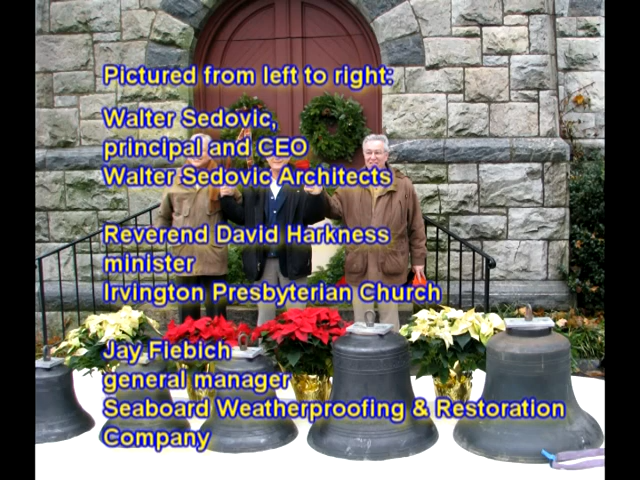 Pictured from left to right:
Walter Sedovic,
principal and CEO
Walter Sedovic Architects
Reverend David Harkness
minister
Irvington Presbyterian Church
Jay Fiebich
general manager
Seaboard Weatherproofing & Restoration
Company